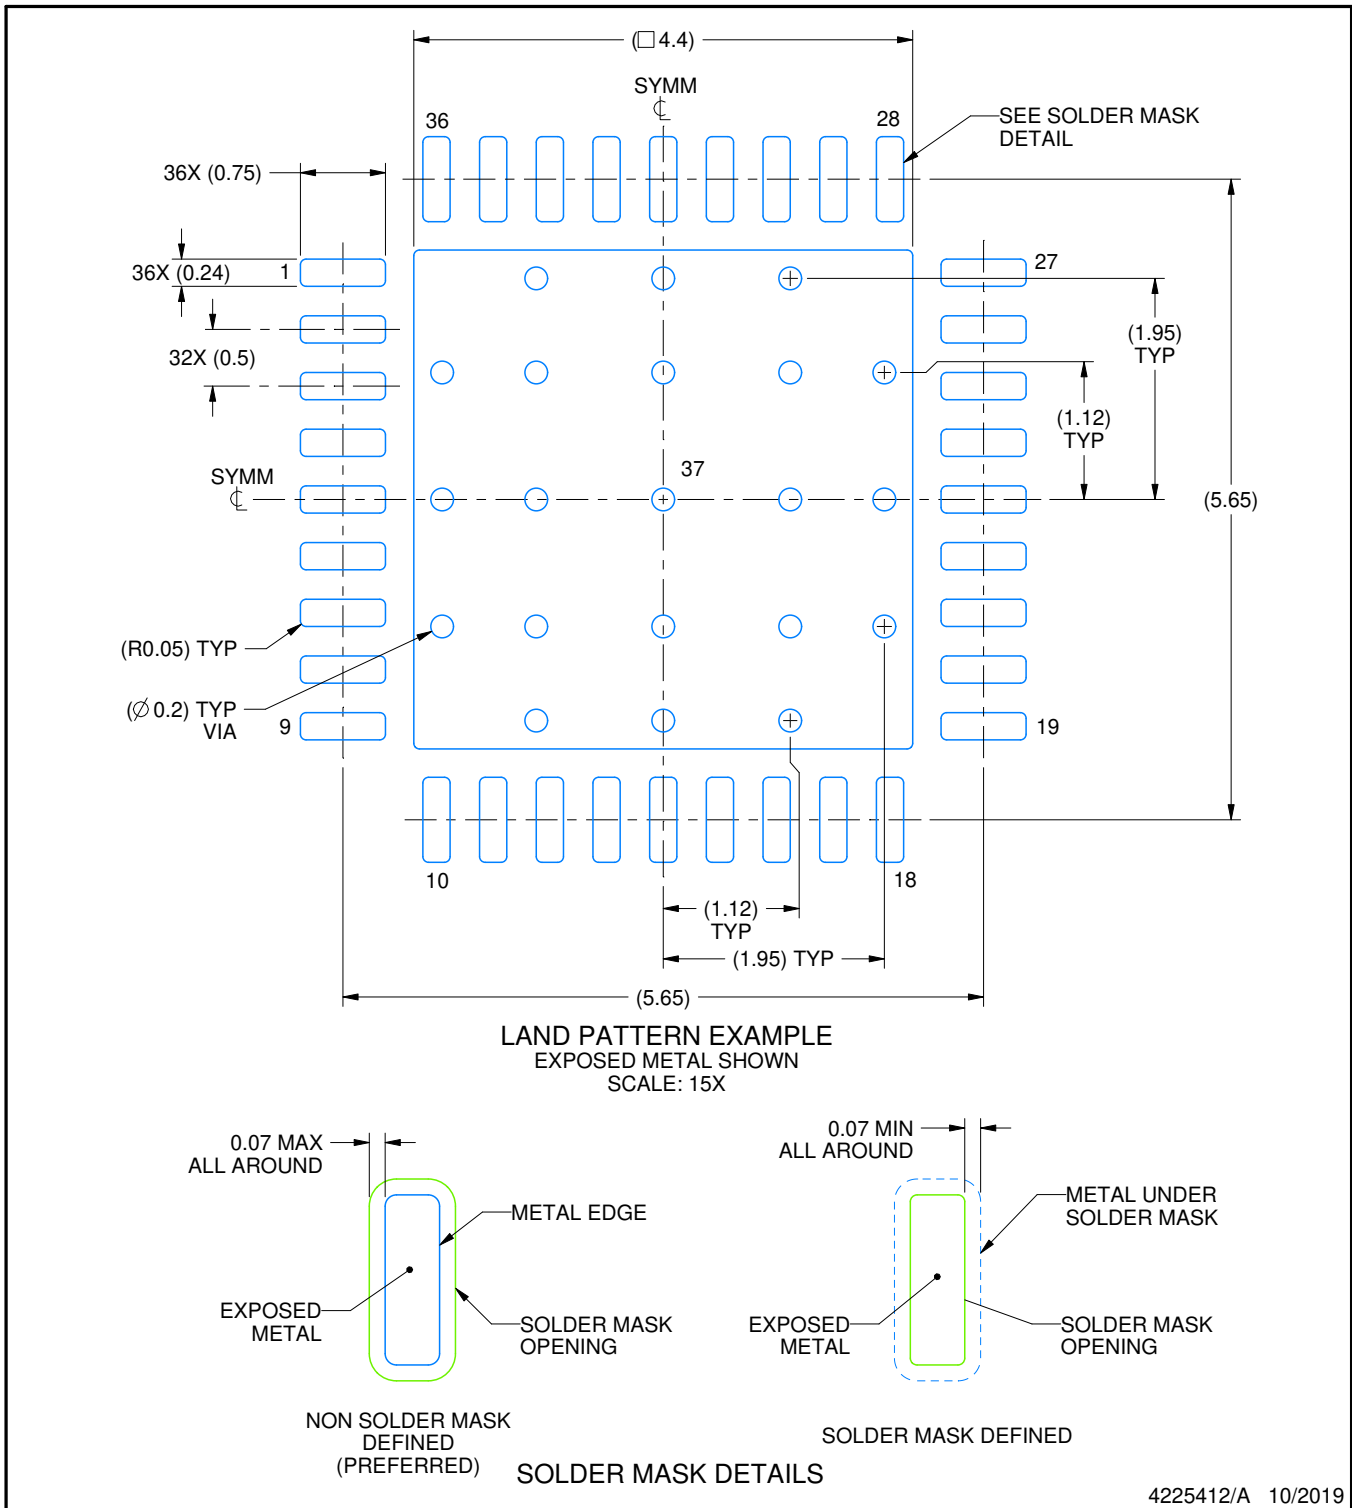 (□ 4.4)
SYMM
℄
36
28
SEE SOLDER MASK
DETAIL
36X (0.75)
36X (0.24)
1
27
32X (0.5)
(1.95)
TYP
(1.12)
TYP
SYMM
℄
37
(5.65)
(R0.05) TYP
(∅ 0.2) TYP
VIA
9
19
10
18
(1.12)
TYP
(1.95) TYP
(5.65)
LAND PATTERN EXAMPLE
EXPOSED METAL SHOWN
SCALE: 15X
0.07 MAX
ALL AROUND
METAL EDGE
EXPOSED
METAL
SOLDER MASK
OPENING
NON SOLDER MASK
DEFINED
(PREFERRED)
0.07 MIN
ALL AROUND
METAL UNDER
SOLDER MASK
EXPOSED
METAL
SOLDER MASK
OPENING
SOLDER MASK DEFINED
SOLDER MASK DETAILS
4225412/A 10/2019